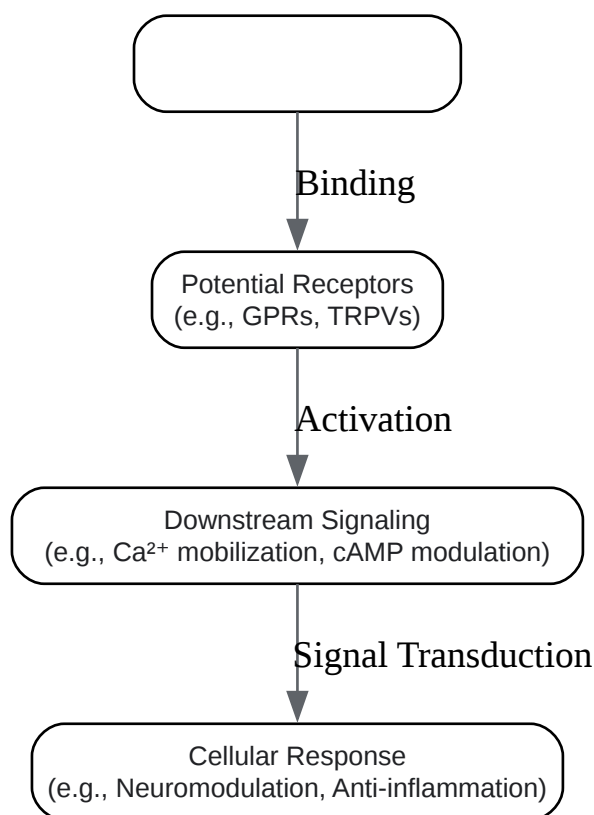 Binding
Potential Receptors
(e.g., GPRs, TRPVs)
Activation
Downstream Signaling
(e.g., Ca²⁺ mobilization, cAMP modulation)
Signal Transduction
Cellular Response
(e.g., Neuromodulation, Anti-inflammation)